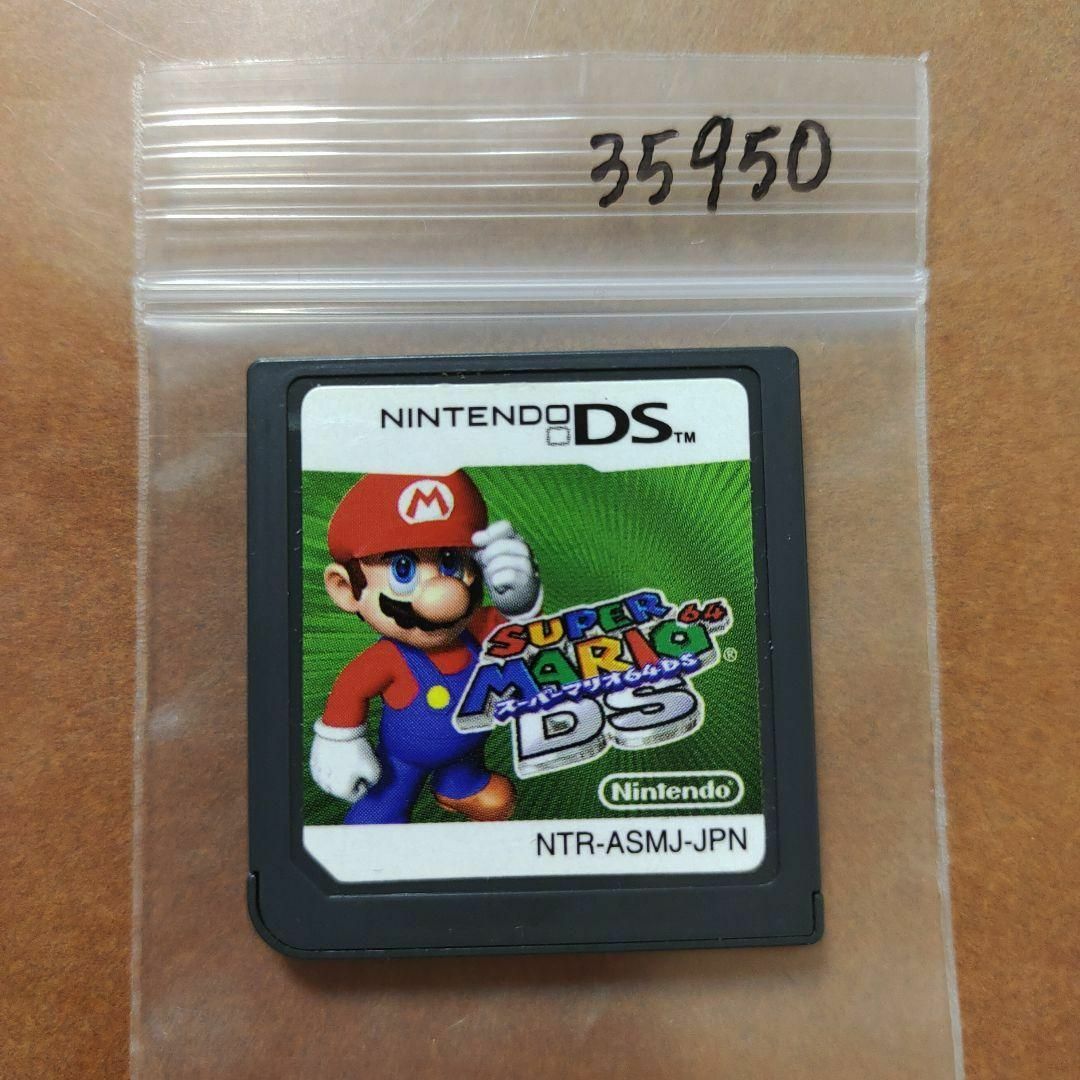 35950
NINTENDO DS™
M
SUPER
MARIO 64
スーパーマリオ64DS
DS ®
Nintendo®
NTR-ASMJ-JPN